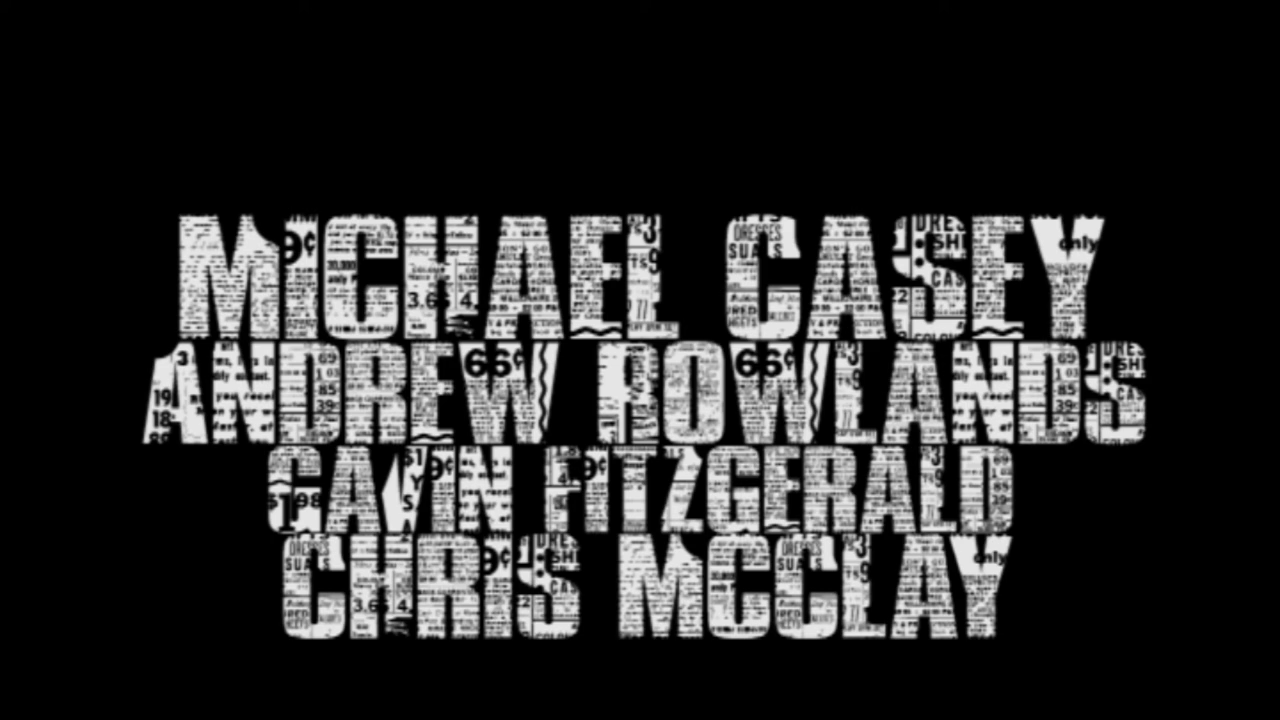 MICHAEL CASEY
ANDREW ROWLANDS
GAVIN FITZGERALD
CHRIS MCCLAY